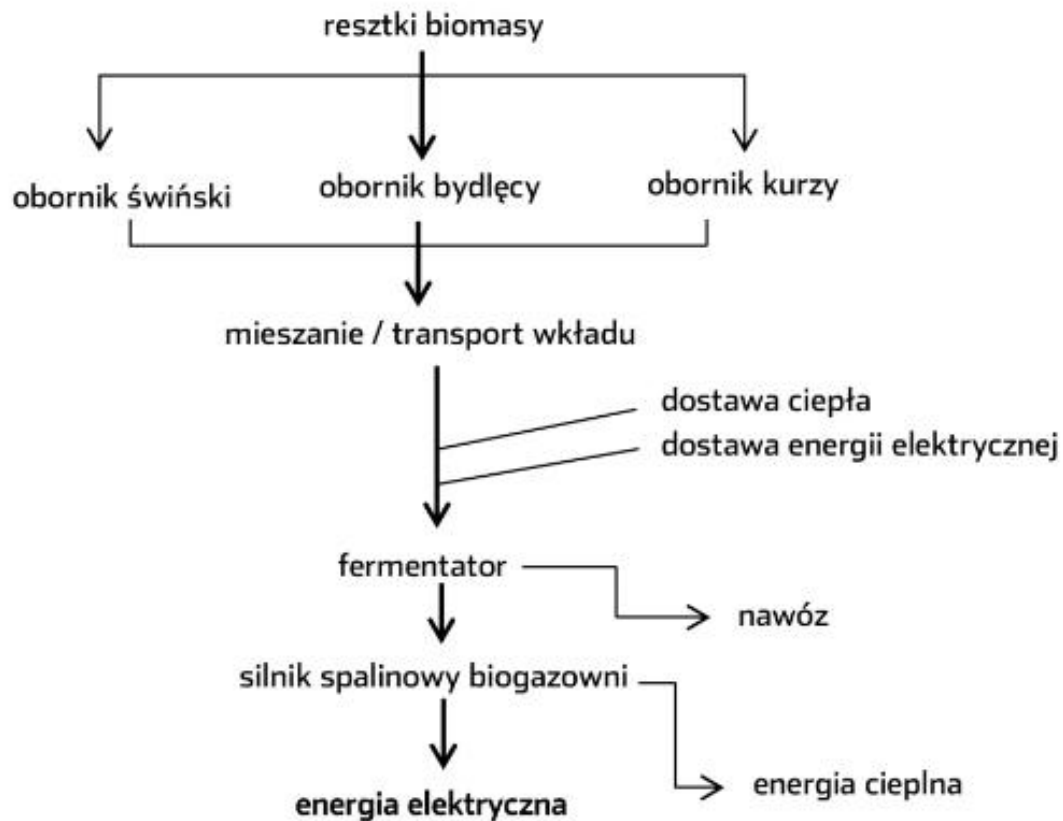 resztki biomasy
obornik świński
obornik bydlęcy
obornik kurzy
mieszanie / transport wkładu
dostawa ciepła
dostawa energii elektrycznej
fermentator
nawóz
silnik spalinowy biogazowni
energia cieplna
energia elektryczna